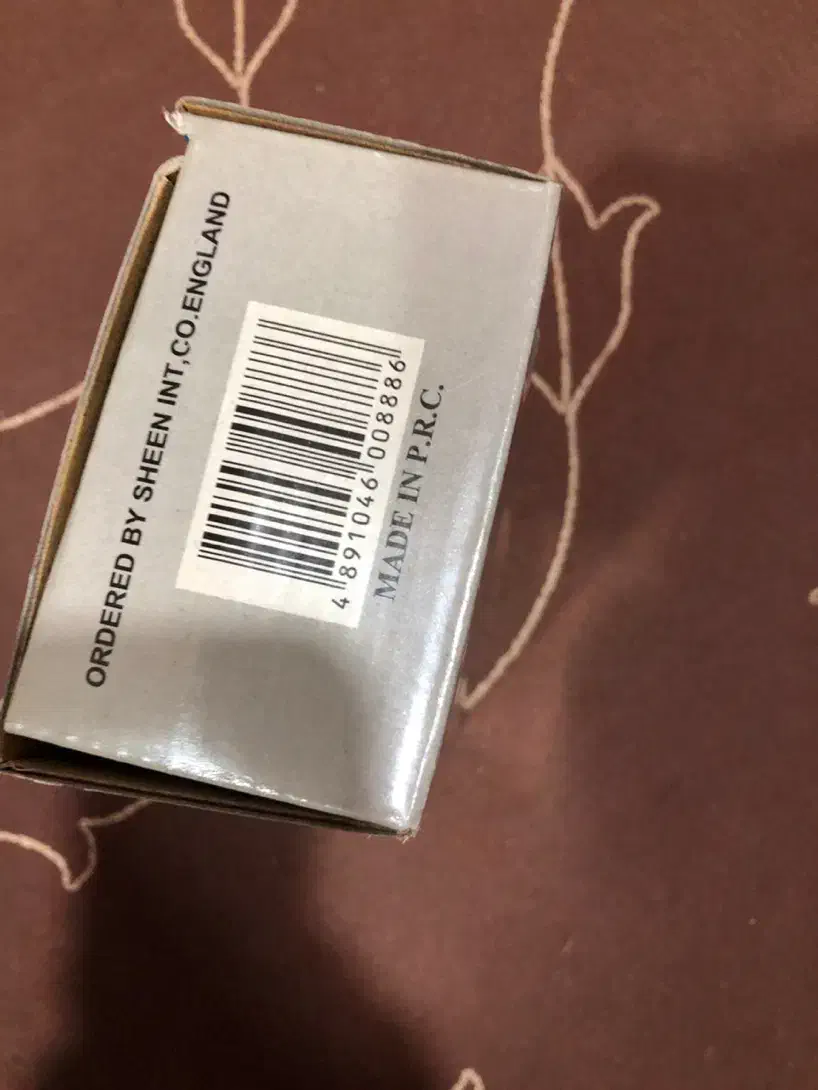 ORDERED BY SHEEN INT,CO.ENGLAND
4 891046 008886
MADE IN P.R.C.